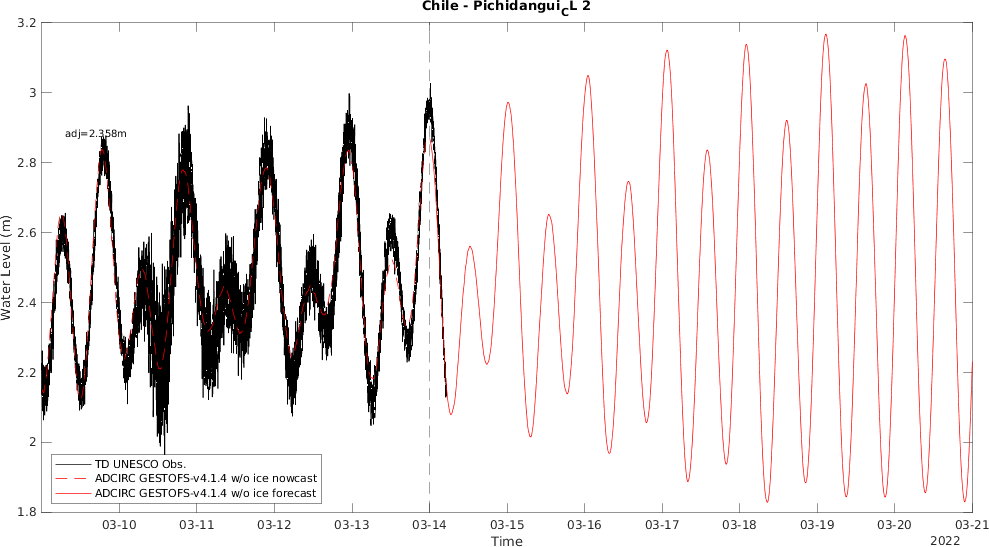 Chile - Pichidangui_CL 2
3.2
3
2.8
2.6
2.4
2.2
2
1.8
Water Level (m)
adj=2.358m
TD UNESCO Obs.
ADCIRC GESTOFS-v4.1.4 w/o ice nowcast
ADCIRC GESTOFS-v4.1.4 w/o ice forecast
03-10 03-11 03-12 03-13 03-14 03-15 03-16 03-17 03-18 03-19 03-20 03-21
Time
2022